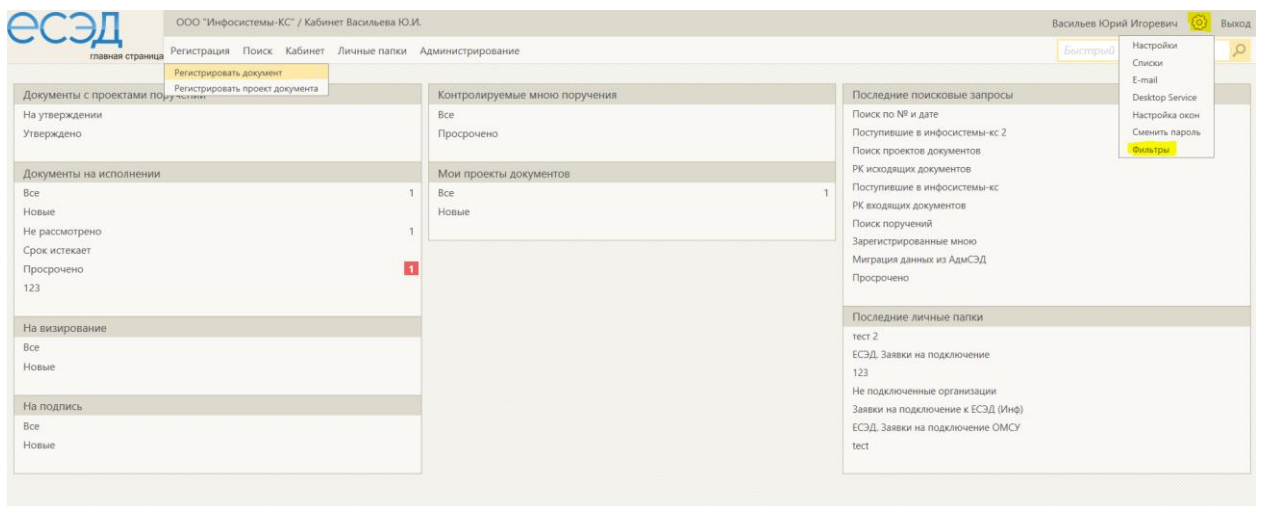 есэд
главная страница
ООО "Инфосистемы-КС" / Кабинет Васильева Ю.И.
Васильев Юрий Игоревич
Выход
Регистрация Поиск Кабинет Личные папки Администрирование
Быстрый
Регистрировать документ
Регистрировать проект документа
Настройки
Списки
E-mail
Desktop Service
Настройка окон
Сменить пароль
Фильтры
Документы с проектами
На утверждении
Утверждено
Документы на исполнении
Все 1
Новые
Не рассмотрено 1
Срок истекает
Просрочено 1
123
На визирование
Все
Новые
На подпись
Все
Новые
Контролируемые мною поручения
Все
Просрочено
Мои проекты документов
Все 1
Новые
Последние поисковые запросы
Поиск по № и дате
Поступившие в инфосистемы-кс 2
Поиск проектов документов
РК исходящих документов
Поступившие в инфосистемы-кс
РК входящих документов
Поиск поручений
Зарегистрированные мною
Миграция данных из АдмСЭД
Просрочено
Последние личные папки
тест 2
ЕСЭД. Заявки на подключение
123
Не подключенные организации
Заявки на подключение к ЕСЭД (Инф)
ЕСЭД. Заявки на подключение ОМСУ
tест